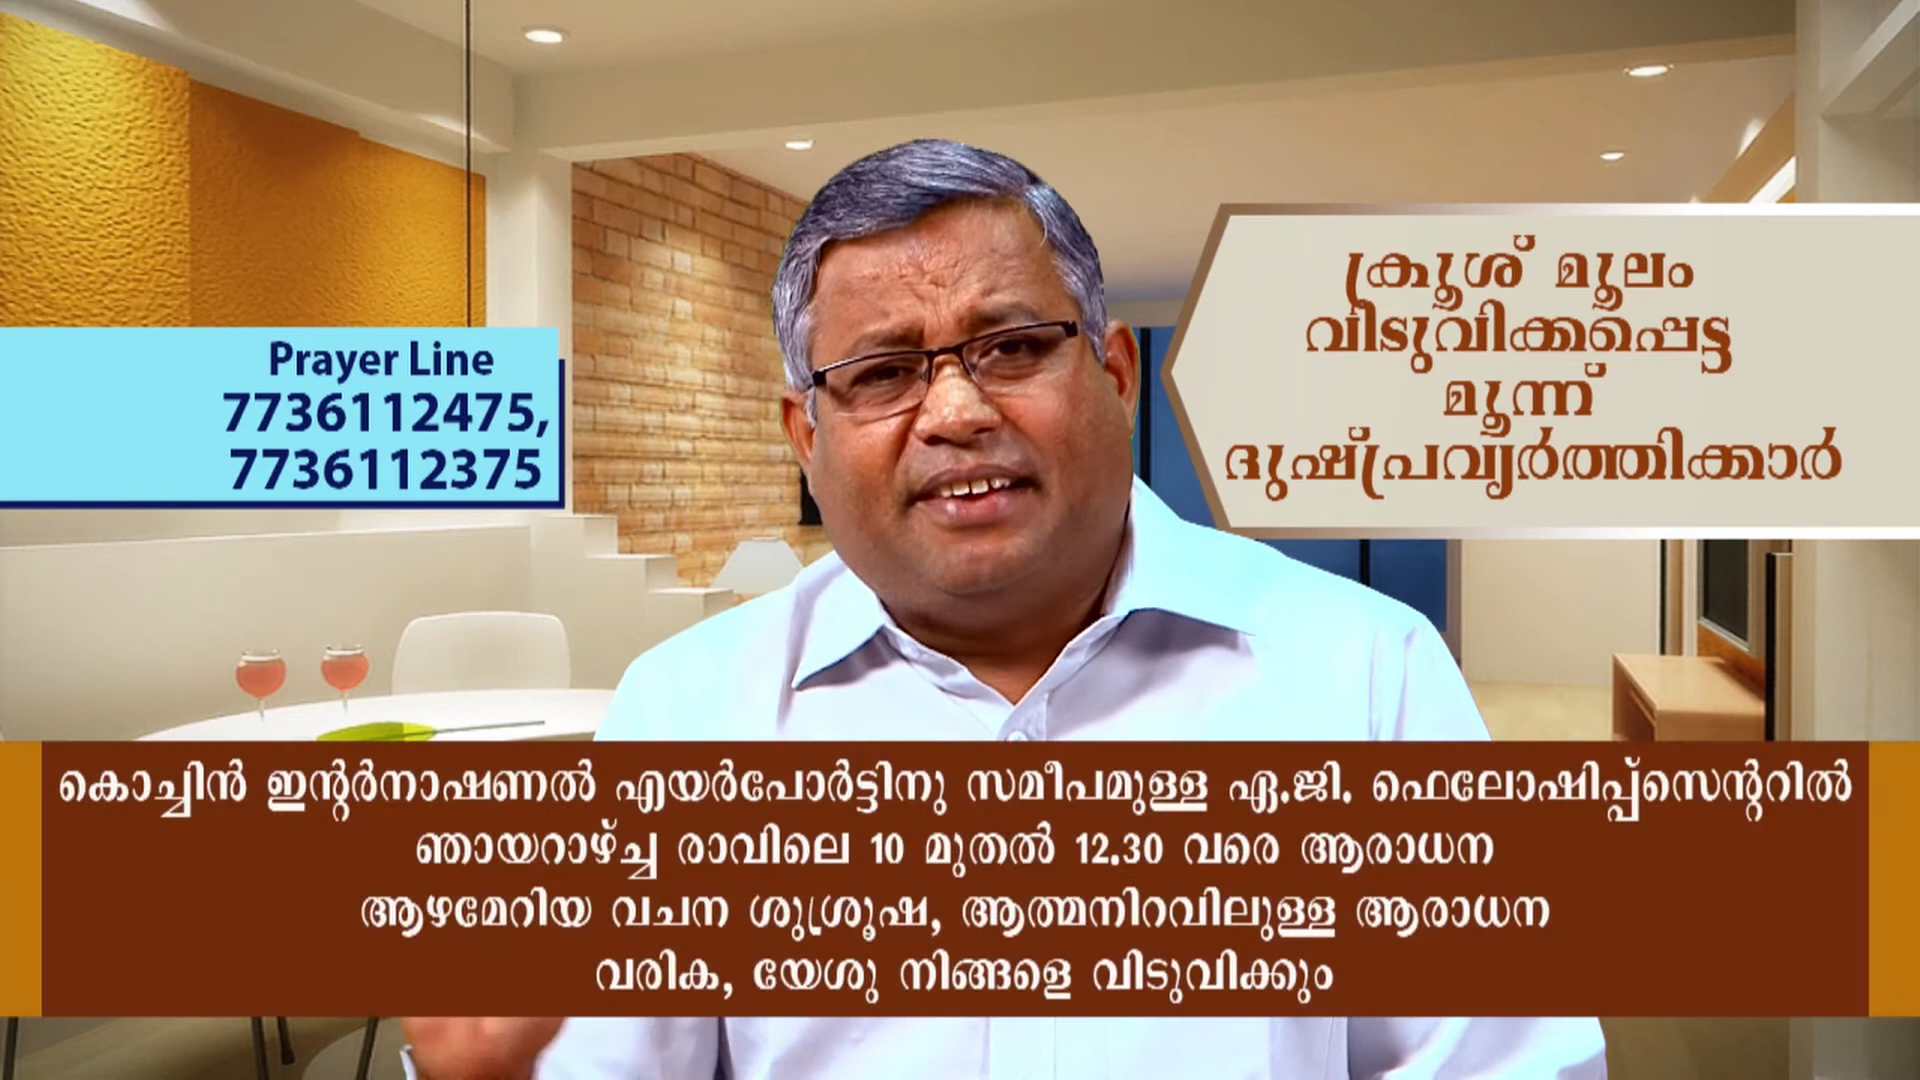 Prayer Line
7736112475,
7736112375
ക്രൂശ് മൂലം
വിടുവിക്കപ്പെട്ട
മൂന്ന്
ദുഷ്പ്രവൃർത്തിക്കാർ
കൊച്ചിൻ ഇന്റർനാഷണൽ എയർപോർട്ടിനു സമീപമുള്ള ഏ.ജി. ഫെലോഷിപ്പ്സെന്ററിൽ
ഞായറാഴ്ച്ച രാവിലെ 10 മുതൽ 12.30 വരെ ആരാധന
ആഴമേറിയ വചന ശുശ്രൂഷ, ആത്മനിറവിലുള്ള ആരാധന
വരിക, യേശു നിങ്ങളെ വിടുവിക്കും